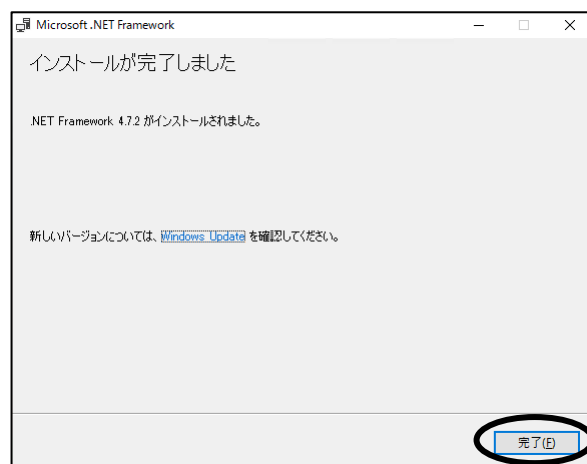 Microsoft .NET Framework
インストールが完了しました
.NET Framework 4.7.2 がインストールされました。
新しいバージョンについては、Windows Update を確認してください。
完了(F)